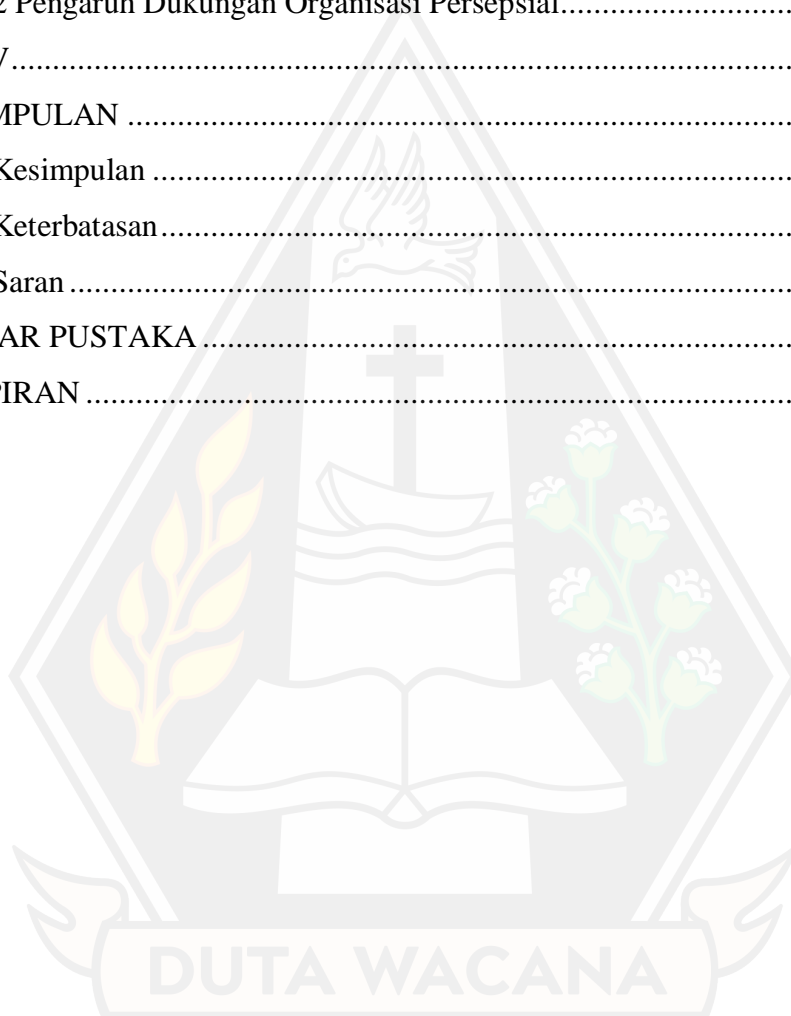 2 Pengaruh Dukungan Organisasi Persepsial............................
V..................................................................................................
MPULAN ...................................................................................
Kesimpulan ................................................................................
Keterbatasan...............................................................................
Saran ..........................................................................................
AR PUSTAKA ..........................................................................
PIRAN ........................................................................................
DUTA WACANA